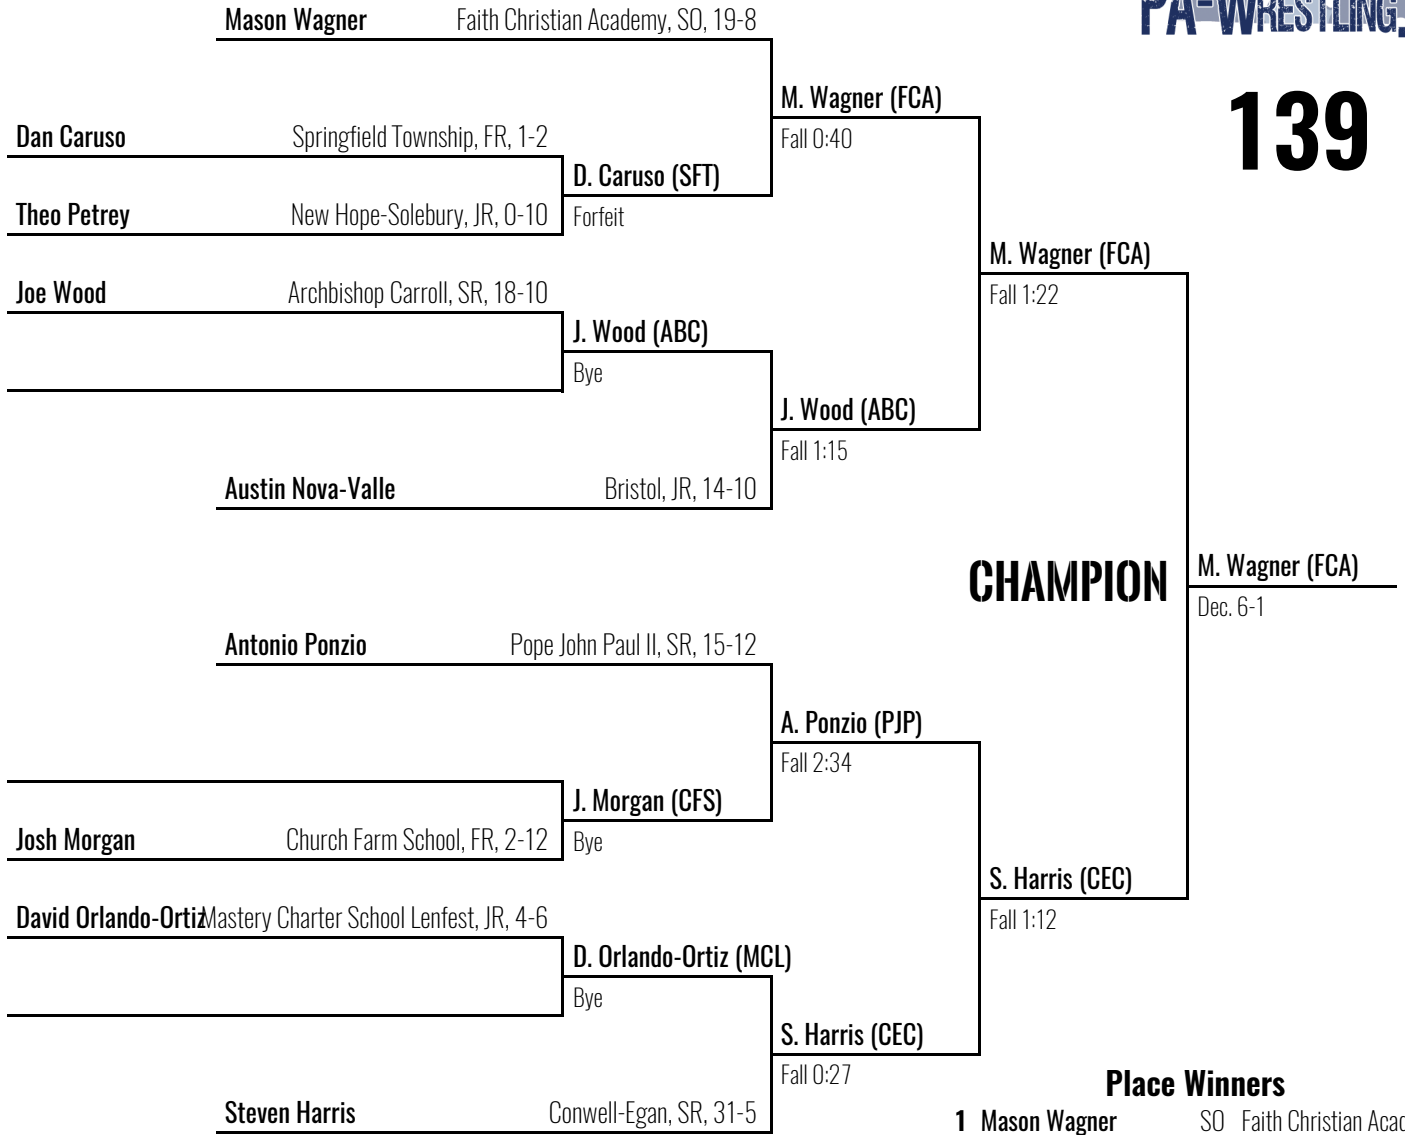 PA-WRESTLING.
139
Mason Wagner Faith Christian Academy, SO, 19-8
M. Wagner (FCA)
Fall 0:40
Dan Caruso Springfield Township, FR, 1-2
D. Caruso (SFT)
Forfeit
Theo Petrey New Hope-Solebury, JR, 0-10
M. Wagner (FCA)
Fall 1:22
Joe Wood Archbishop Carroll, SR, 18-10
J. Wood (ABC)
Bye
J. Wood (ABC)
Fall 1:15
Austin Nova-Valle Bristol, JR, 14-10
CHAMPION
M. Wagner (FCA)
Dec. 6-1
Antonio Ponzio Pope John Paul II, SR, 15-12
A. Ponzio (PJP)
Fall 2:34
J. Morgan (CFS)
Bye
Josh Morgan Church Farm School, FR, 2-12
S. Harris (CEC)
Fall 1:12
David Orlando-Ortiz Mastery Charter School Lenfest, JR, 4-6
D. Orlando-Ortiz (MCL)
Bye
S. Harris (CEC)
Fall 0:27
Steven Harris Conwell-Egan, SR, 31-5
Place Winners
1 Mason Wagner SO Faith Christian Acad